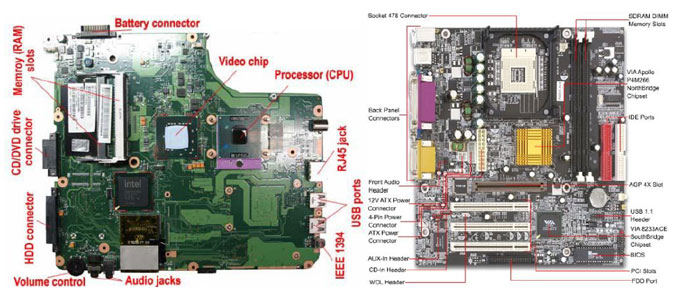 Battery connector
Memroy (RAM)
slots
Video chip
Processor (CPU)
CD/DVD drive
connector
RJ45 jack
HDD connector
USB ports
IEEE 1394
Volume control
Audio jacks
intel
Socket 478 Connector
SDRAM DIMM
Memory Slots
VIA Apollo
P4M266
NorthBridge
Chipset
Back Panel
Connectors
IDE Ports
Front Audio
Header
AGP 4X Slot
12V ATX Power
Connector
4-Pin Power
Connector
ATX Power
Connector
USB 1.1
Header
VIA 8233ACE
SouthBridge
Chipset
AUX-In Header
BIOS
CD-In Header
PCI Slots
WOL Header
FDD Port